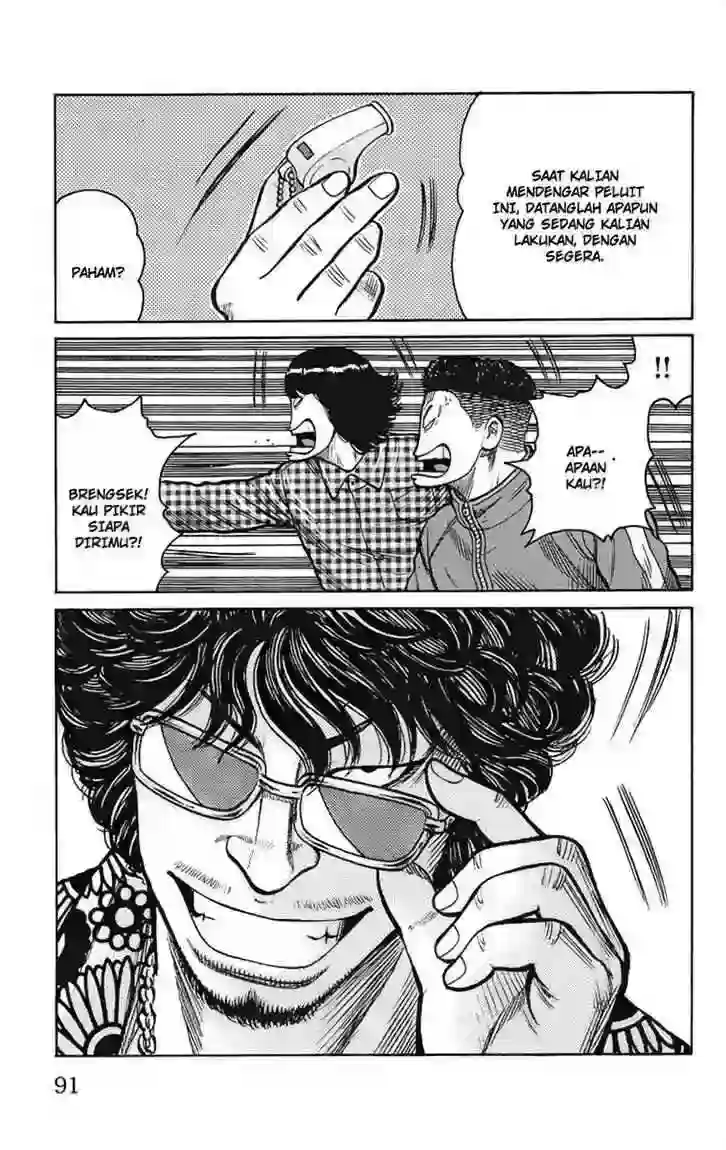 SAAT KALIAN
MENDENGAR PELUIT
INI, DATANGLAH APAPUN
YANG SEDANG KALIAN
LAKUKAN, DENGAN
SEGERA.
PAHAM?
!!
APA--
APAAN
KAU?!
BRENGSEK!
KAU PIKIR
SIAPA
DIRIMU?!
91